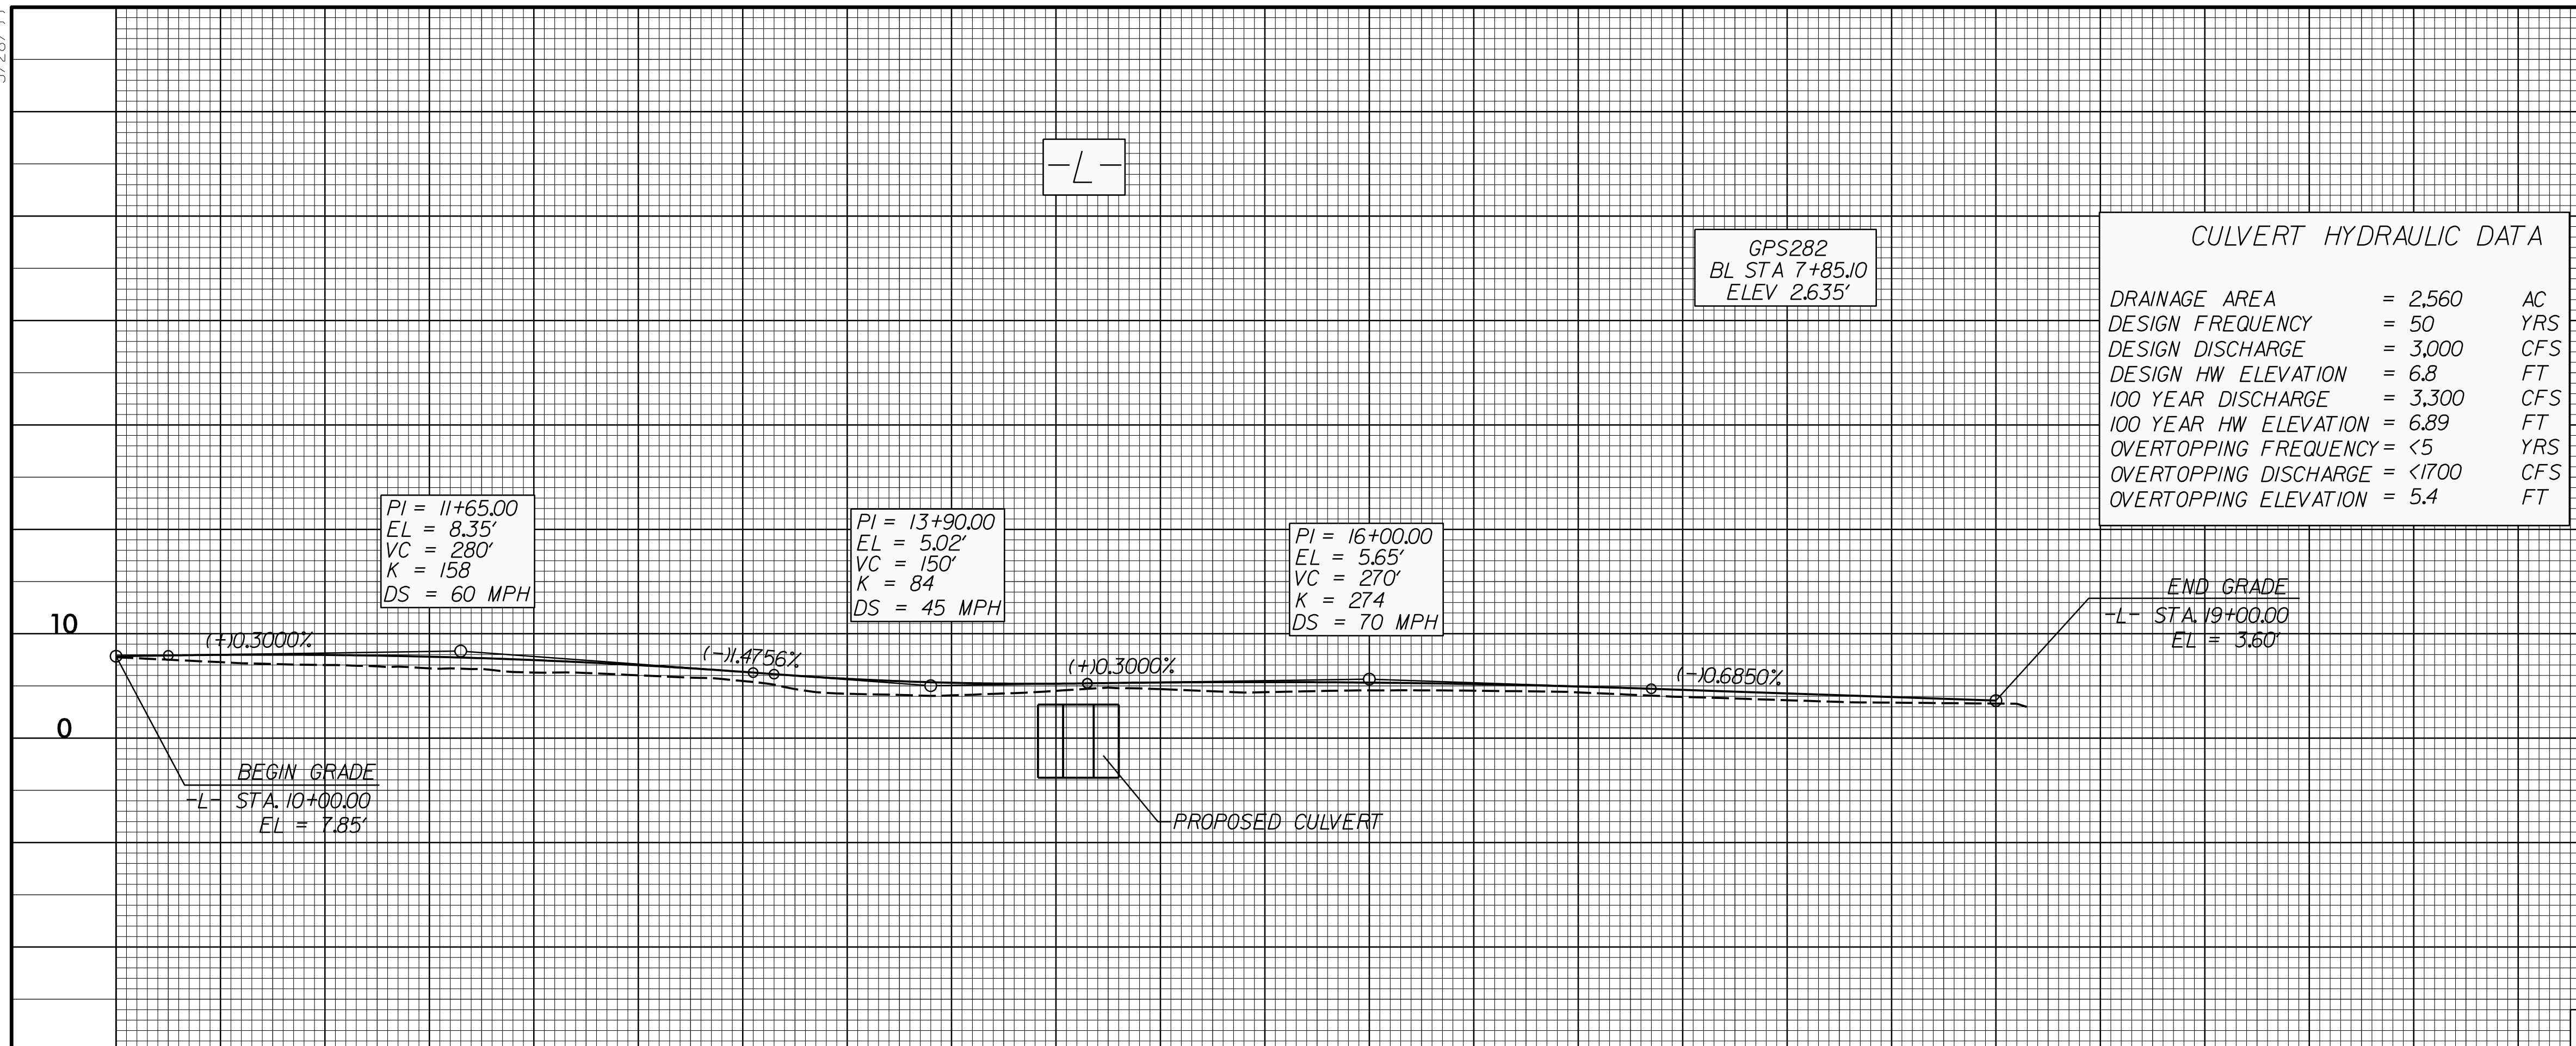 -L-
GPS282
BL STA 7+85.10
ELEV 2.635'
CULVERT HYDRAULIC DATA
DRAINAGE AREA = 2,560 AC
DESIGN FREQUENCY = 50 YRS
DESIGN DISCHARGE = 3,000 CFS
DESIGN HW ELEVATION = 6.8 FT
100 YEAR DISCHARGE = 3,300 CFS
100 YEAR HW ELEVATION = 6.89 FT
OVERTOPPING FREQUENCY = <5 YRS
OVERTOPPING DISCHARGE = <1700 CFS
OVERTOPPING ELEVATION = 5.4 FT
PI = 11+65.00
EL = 8.35'
VC = 280'
K = 158
DS = 60 MPH
PI = 13+90.00
EL = 5.02'
VC = 150'
K = 84
DS = 45 MPH
PI = 16+00.00
EL = 5.65'
VC = 270'
K = 274
DS = 70 MPH
END GRADE
-L- STA. 19+00.00
EL = 3.60'
10
(+)0.3000%
(-)1.4756%
(+)0.3000%
(-)0.6850%
0
BEGIN GRADE
-L- STA. 10+00.00
EL = 7.85'
PROPOSED CULVERT